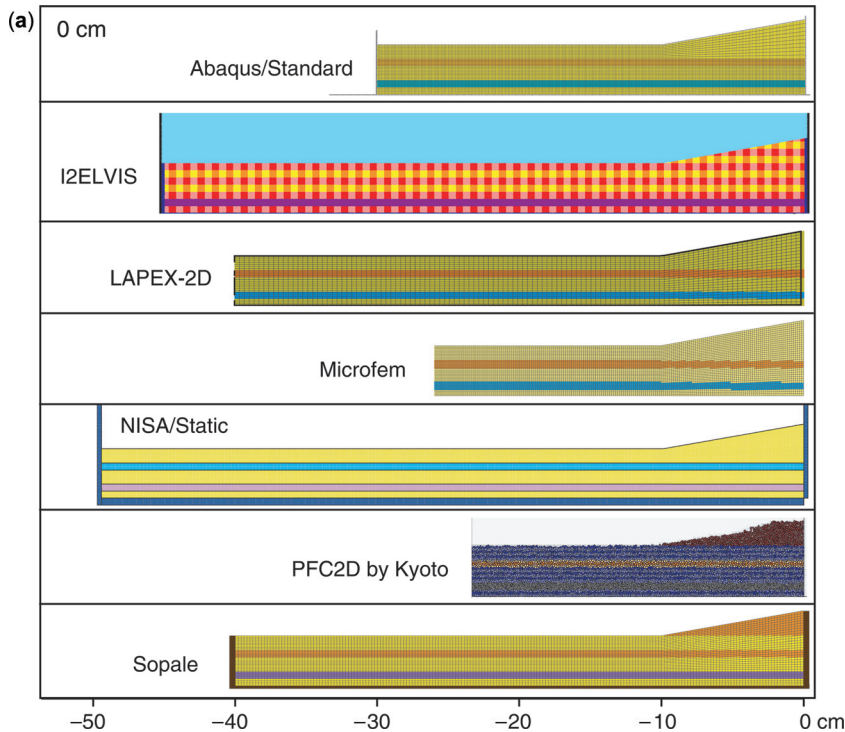 (a)
0 cm
Abaqus/Standard
I2ELVIS
LAPEX-2D
Microfem
NISA/Static
PFC2D by Kyoto
Sopale
−50 −40 −30 −20 −10 0 cm